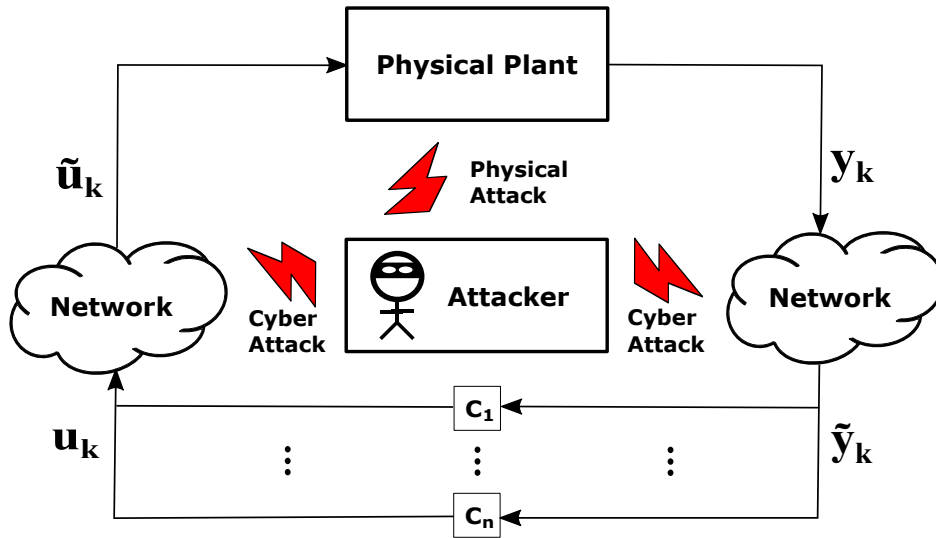 Physical Plant
ũₖ
Physical
Attack
yₖ
Network
Cyber
Attack
Attacker
Cyber
Attack
Network
C₁
uₖ
ỹₖ
Cₙ